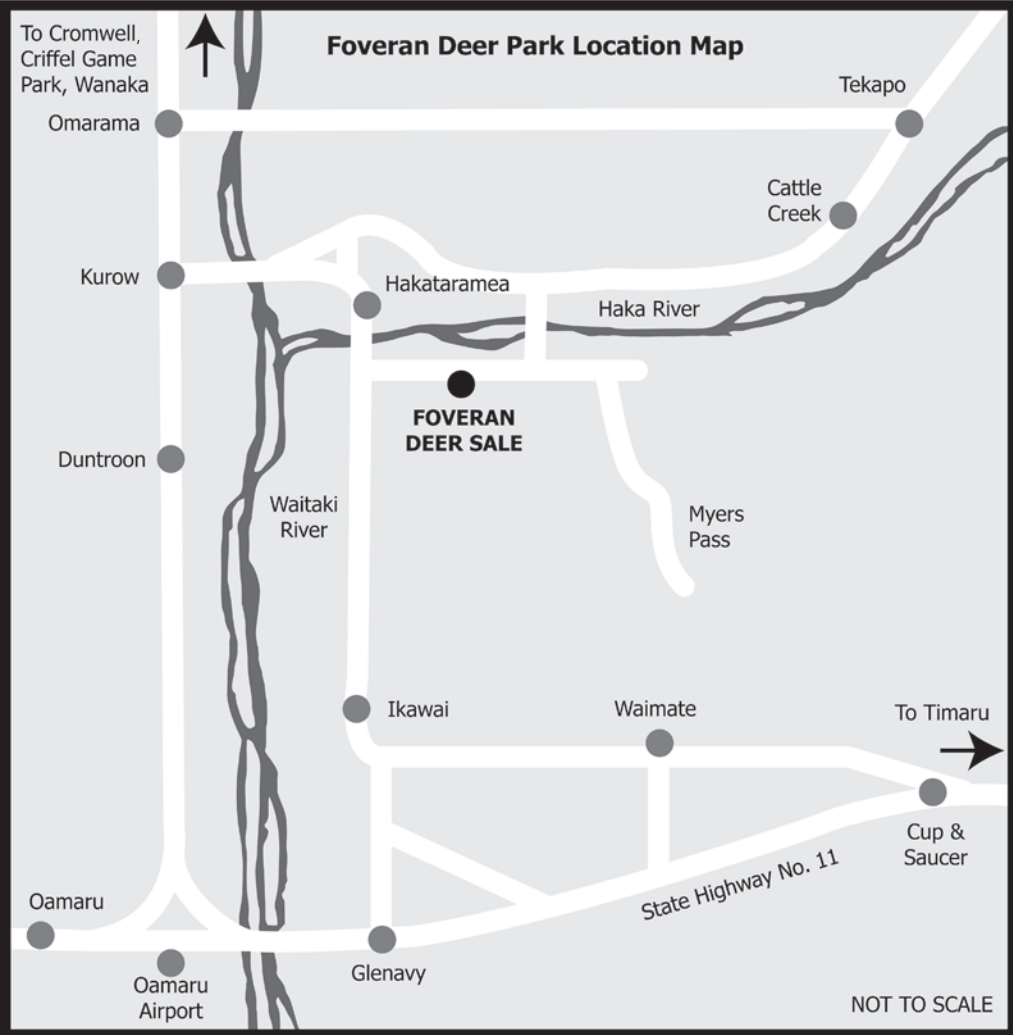 To Cromwell,
Criffel Game
Park, Wanaka
Foveran Deer Park Location Map
Tekapo
Omarama
Cattle
Creek
Kurow
Hakataramea
Haka River
FOVERAN
DEER SALE
Duntroon
Waitaki
River
Myers
Pass
Ikawai
Waimate
To Timaru
Cup &
Saucer
State Highway No. 11
Oamaru
Glenavy
Oamaru
Airport
NOT TO SCALE